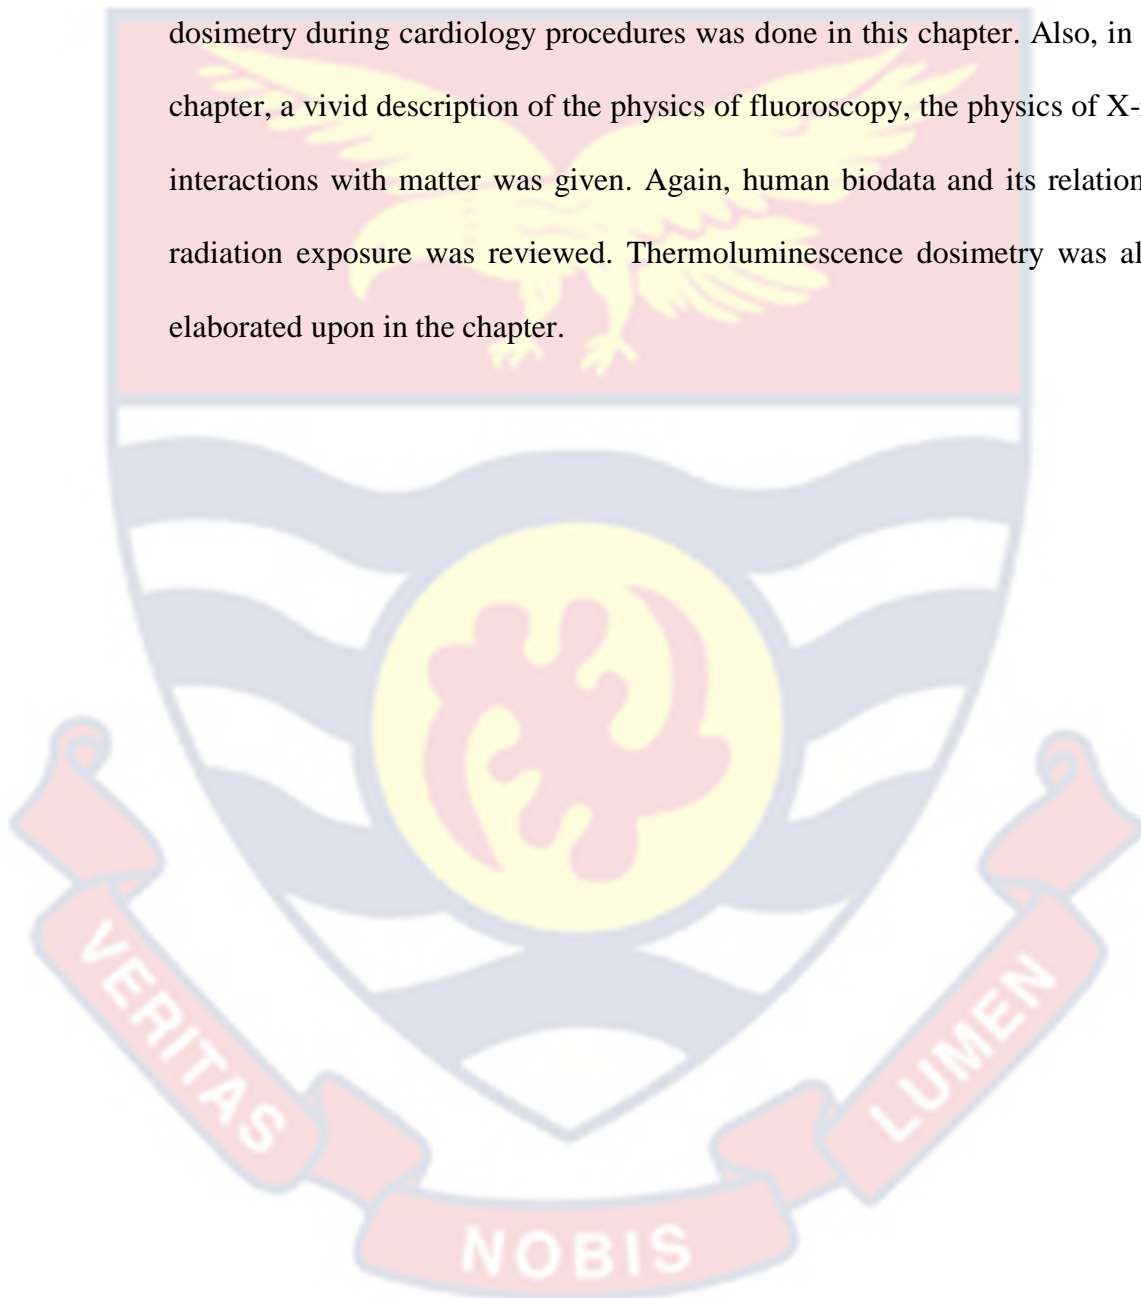 dosimetry during cardiology procedures was done in this chapter. Also, in
chapter, a vivid description of the physics of fluoroscopy, the physics of X-
interactions with matter was given. Again, human biodata and its relation
radiation exposure was reviewed. Thermoluminescence dosimetry was al
elaborated upon in the chapter.
VERITAS
NOBIS
LUMEN